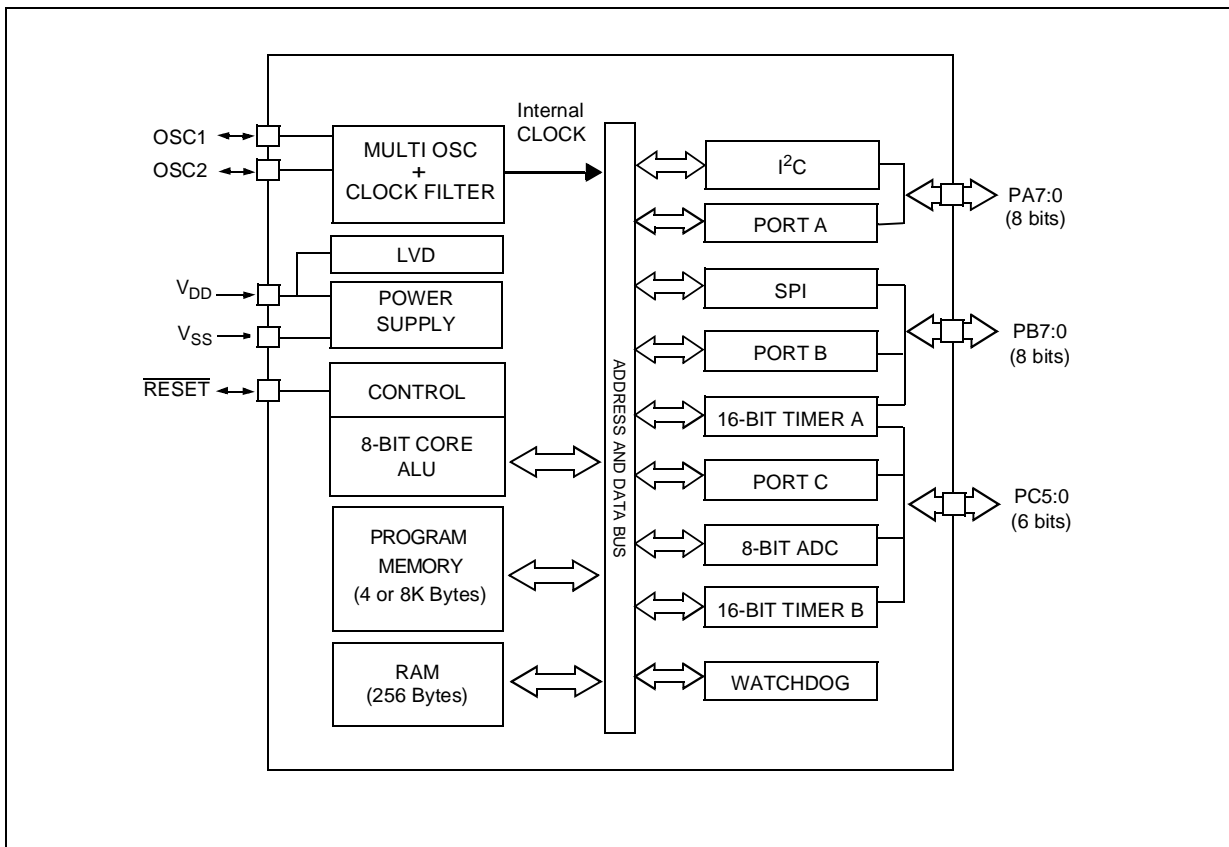 OSC1
OSC2
MULTI OSC
+
CLOCK FILTER
Internal
CLOCK
LVD
VDD
POWER
SUPPLY
VSS
RESET
CONTROL
8-BIT CORE
ALU
PROGRAM
MEMORY
(4 or 8K Bytes)
RAM
(256 Bytes)
ADDRESS AND DATA BUS
I²C
PORT A
SPI
PORT B
16-BIT TIMER A
PORT C
8-BIT ADC
16-BIT TIMER B
WATCHDOG
PA7:0
(8 bits)
PB7:0
(8 bits)
PC5:0
(6 bits)